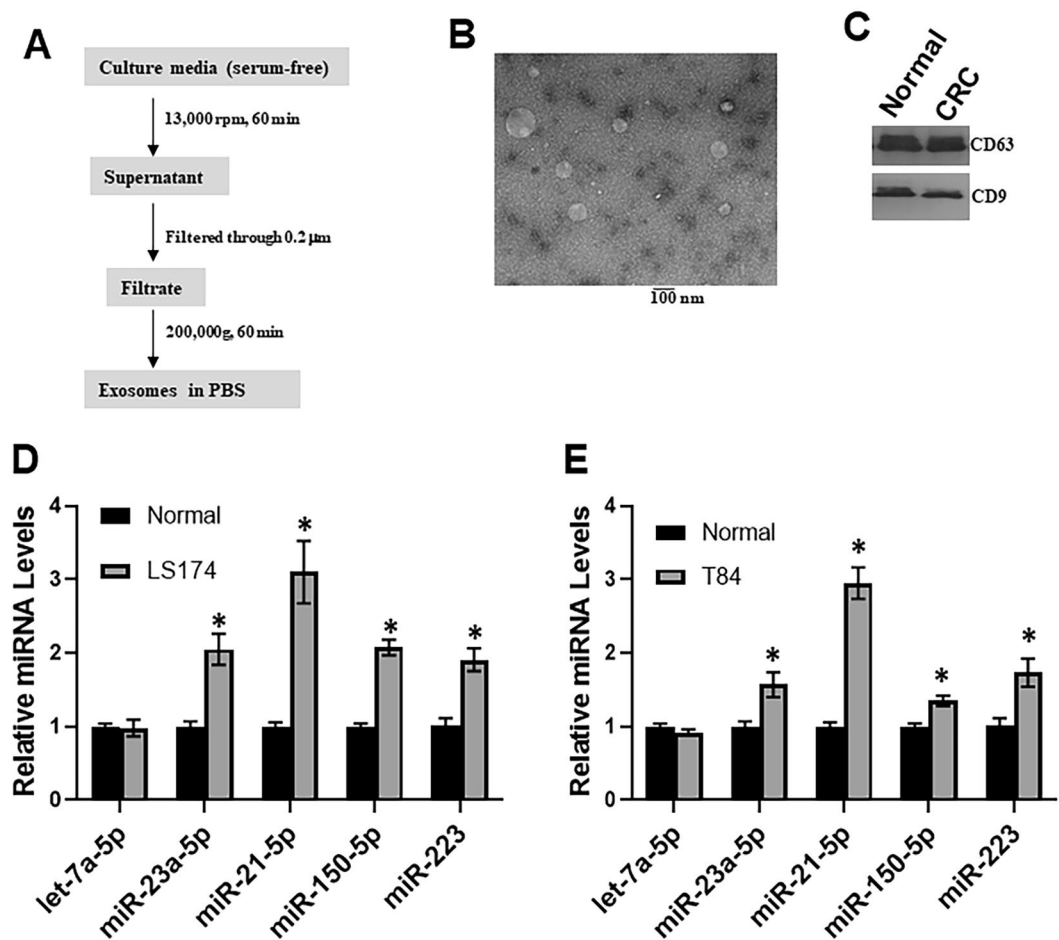 A
Culture media (serum-free)
13,000 rpm, 60 min
Supernatant
Filtered through 0.2 μm
Filtrate
200,000g, 60 min
Exosomes in PBS
B
100 nm
C
Normal
CRC
CD63
CD9
D
Relative miRNA Levels
4
3
2
1
0
Normal
LS174
*
*
*
*
let-7a-5p
miR-23a-5p
miR-21-5p
miR-150-5p
miR-223
E
Relative miRNA Levels
4
3
2
1
0
Normal
T84
*
*
*
*
let-7a-5p
miR-23a-5p
miR-21-5p
miR-150-5p
miR-223